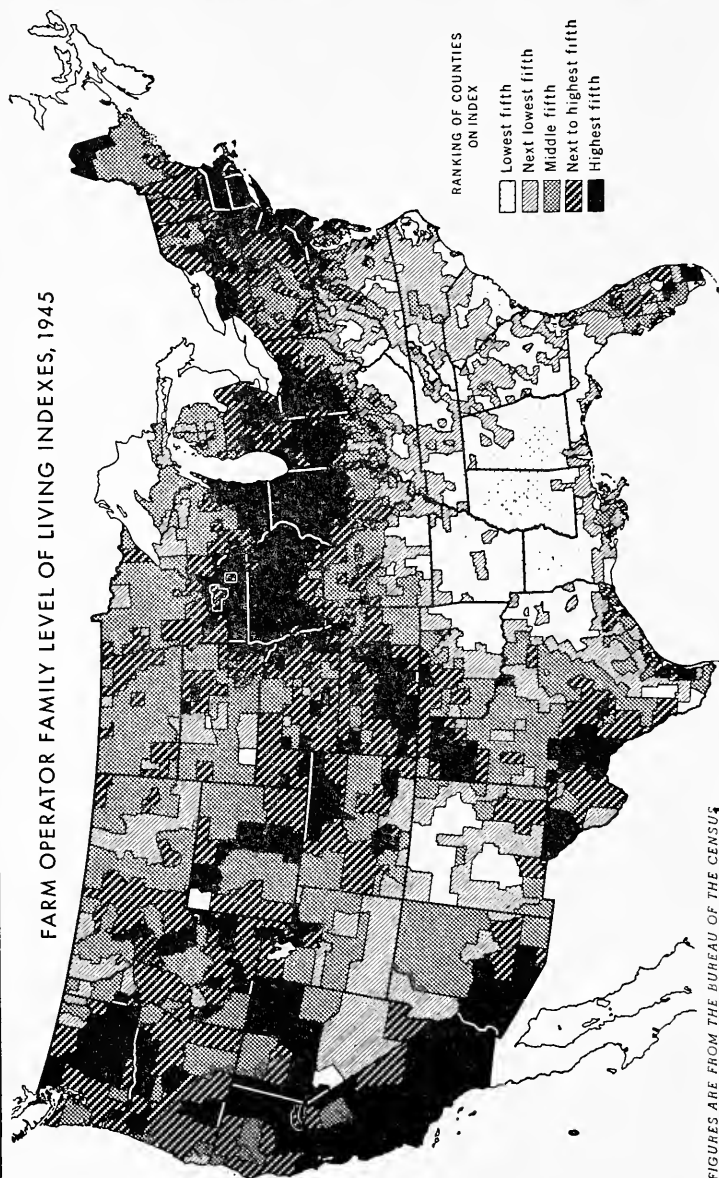 FARM OPERATOR FAMILY LEVEL OF LIVING INDEXES, 1945
RANKING OF COUNTIES
ON INDEX
Lowest fifth
Next lowest fifth
Middle fifth
Next to highest fifth
Highest fifth
FIGURES ARE FROM THE BUREAU OF THE CENSUS